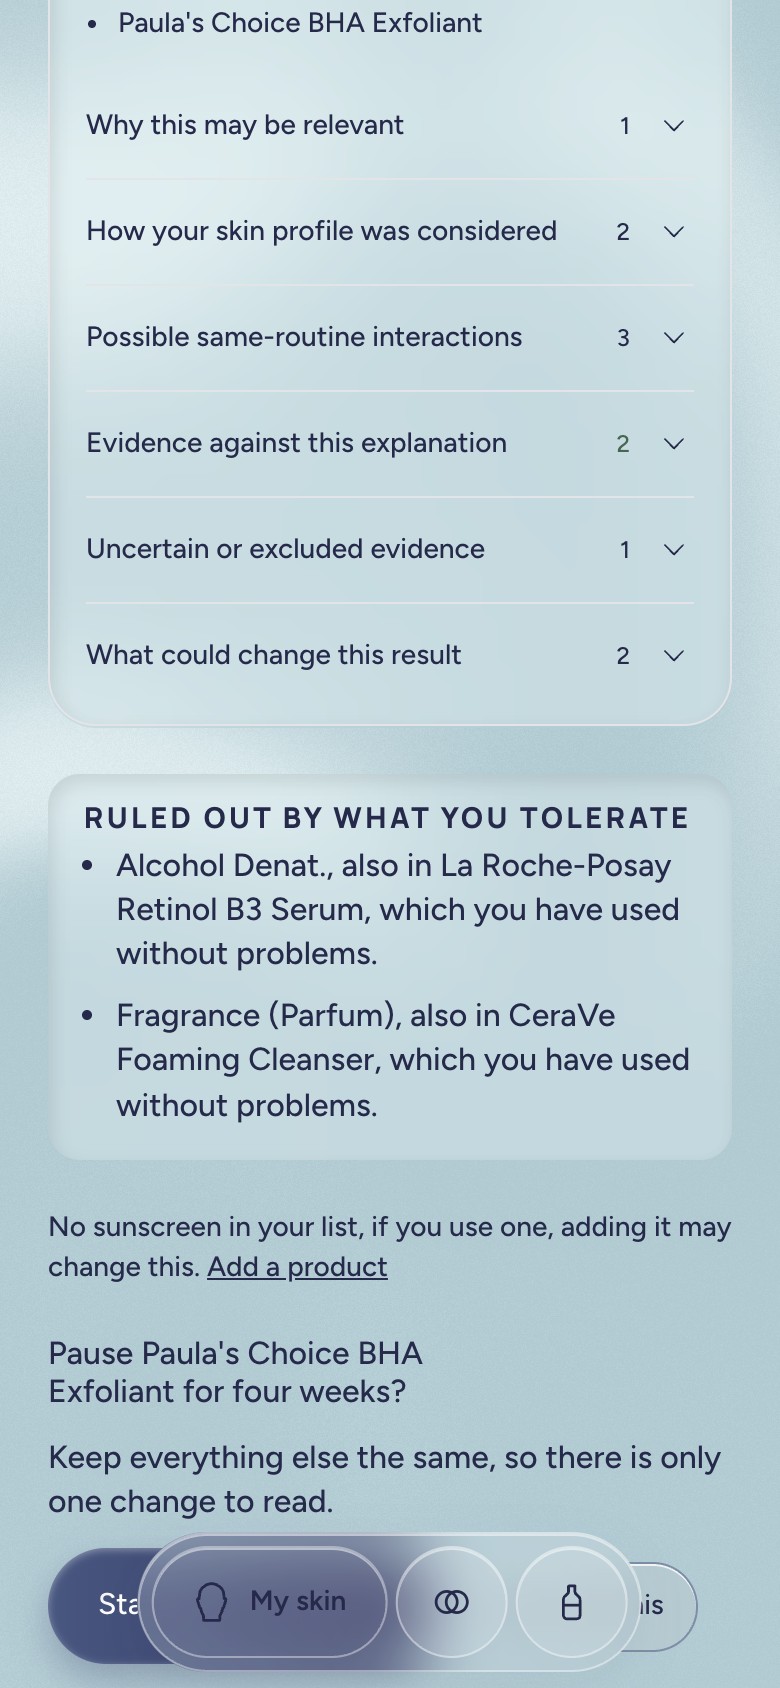 Paula's Choice BHA Exfoliant
Why this may be relevant 1
How your skin profile was considered 2
Possible same-routine interactions 3
Evidence against this explanation 2
Uncertain or excluded evidence 1
What could change this result 2
RULED OUT BY WHAT YOU TOLERATE
Alcohol Denat., also in La Roche-Posay
Retinol B3 Serum, which you have used
without problems.
Fragrance (Parfum), also in CeraVe
Foaming Cleanser, which you have used
without problems.
No sunscreen in your list, if you use one, adding it may
change this. Add a product
Pause Paula's Choice BHA
Exfoliant for four weeks?
Keep everything else the same, so there is only
one change to read.
My skin